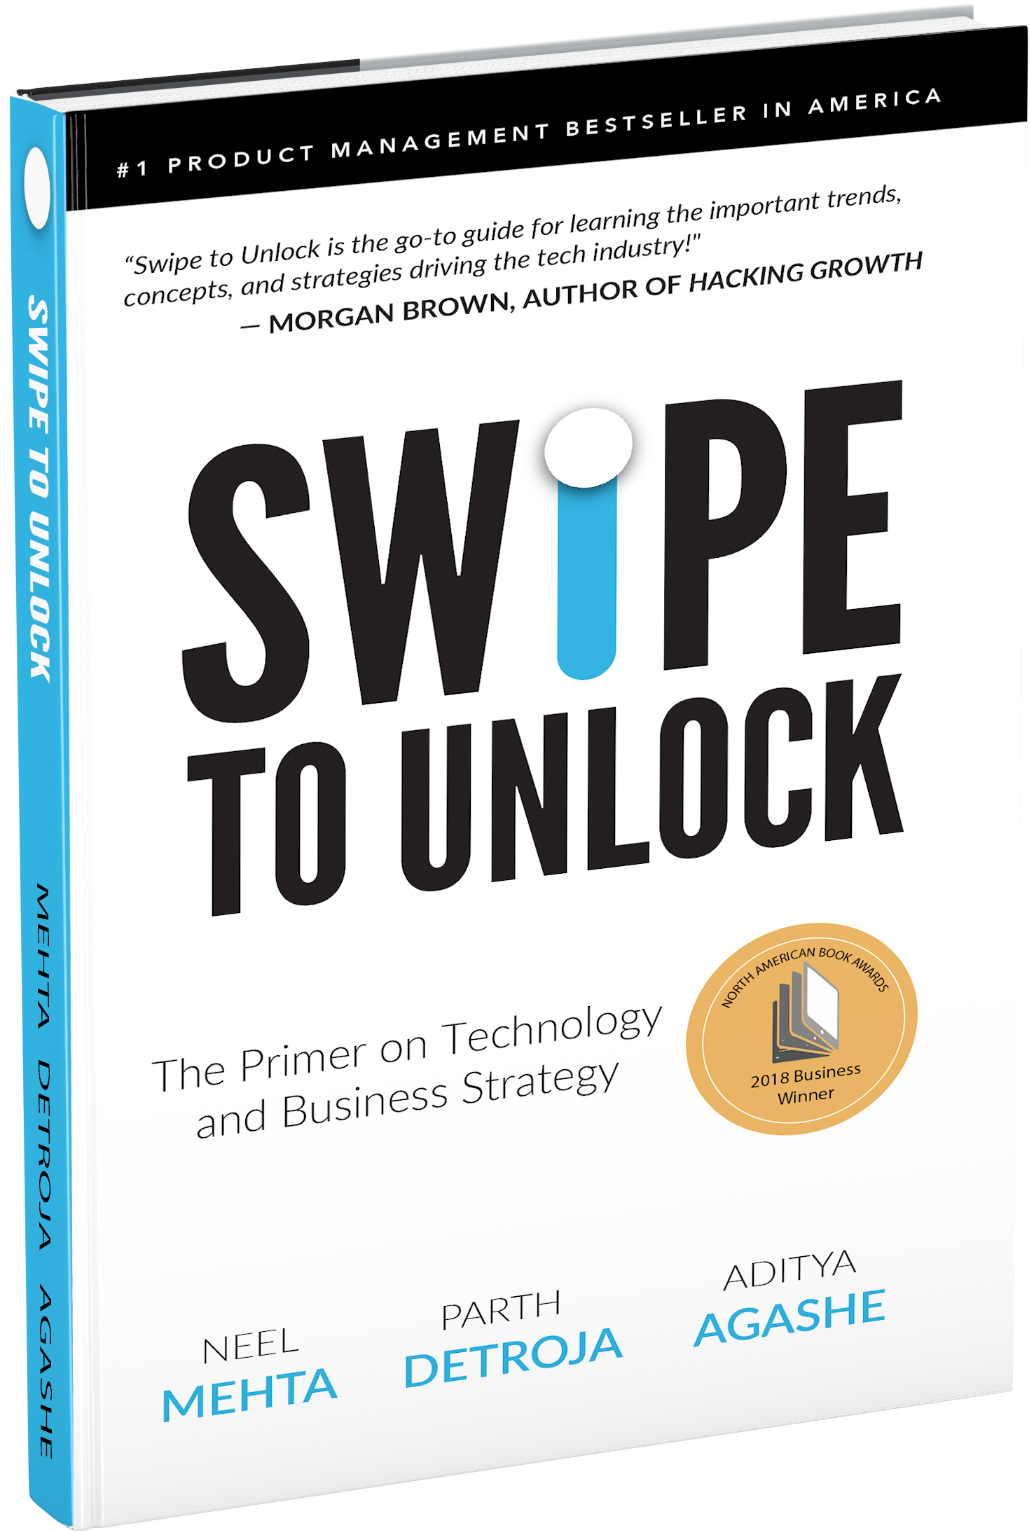 #1 PRODUCT MANAGEMENT BESTSELLER IN AMERICA
“Swipe to Unlock is the go-to guide for learning the important trends,
concepts, and strategies driving the tech industry!"
— MORGAN BROWN, AUTHOR OF HACKING GROWTH
SWIPE
TO UNLOCK
The Primer on Technology
and Business Strategy
NORTH AMERICAN BOOK AWARDS
2018 Business
Winner
NEEL
MEHTA
PARTH
DETROJA
ADITYA
AGASHE
SWIPE TO UNLOCK
MEHTA DETROJA AGASHE